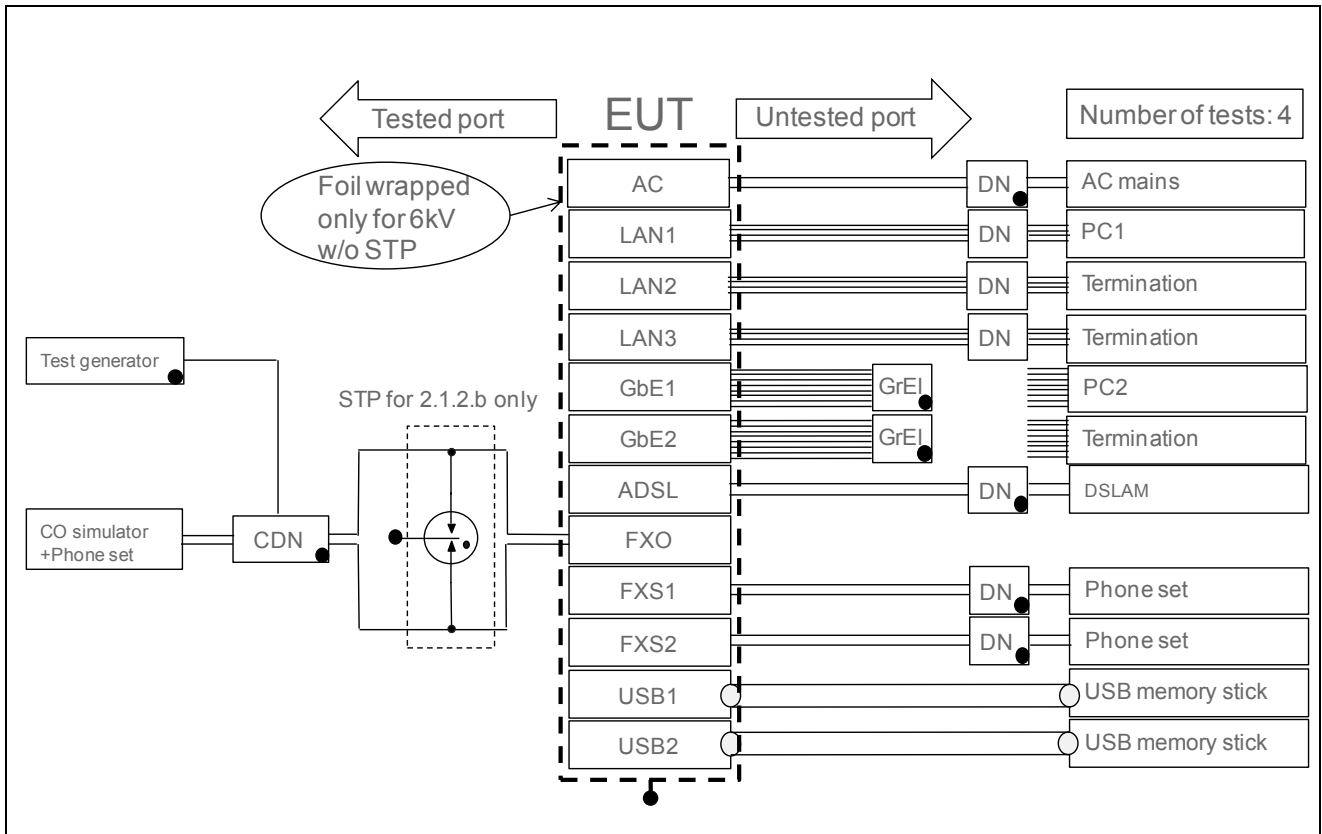 Tested port
EUT
Untested port
Number of tests: 4
Foil wrapped
only for 6kV
w/o STP
AC
DN
AC mains
LAN1
DN
PC1
LAN2
DN
Termination
LAN3
DN
Termination
Test generator
STP for 2.1.2.b only
GbE1
GrEl
PC2
GbE2
GrEl
Termination
ADSL
DN
DSLAM
CO simulator
+Phone set
CDN
FXO
FXS1
DN
Phone set
FXS2
DN
Phone set
USB1
USB memory stick
USB2
USB memory stick